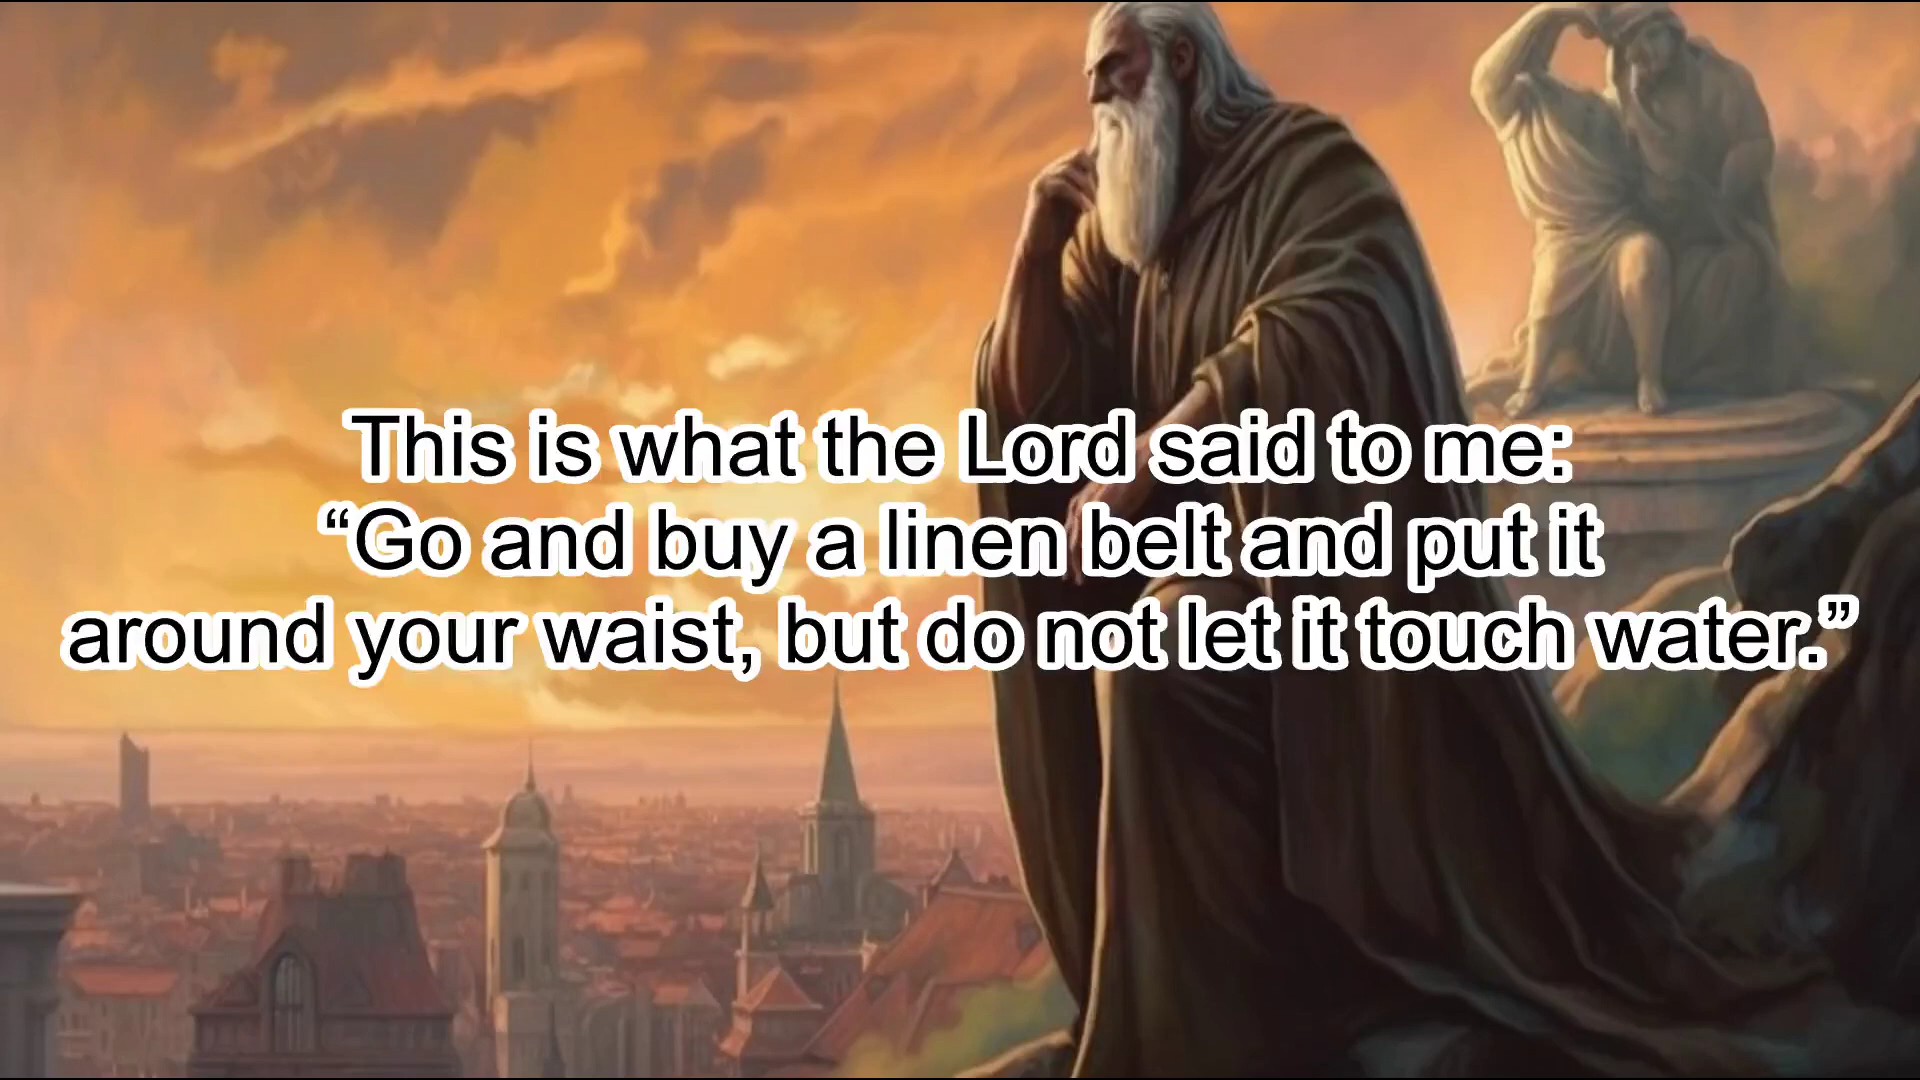 This is what the Lord said to me:
“Go and buy a linen belt and put it
around your waist, but do not let it touch water.”